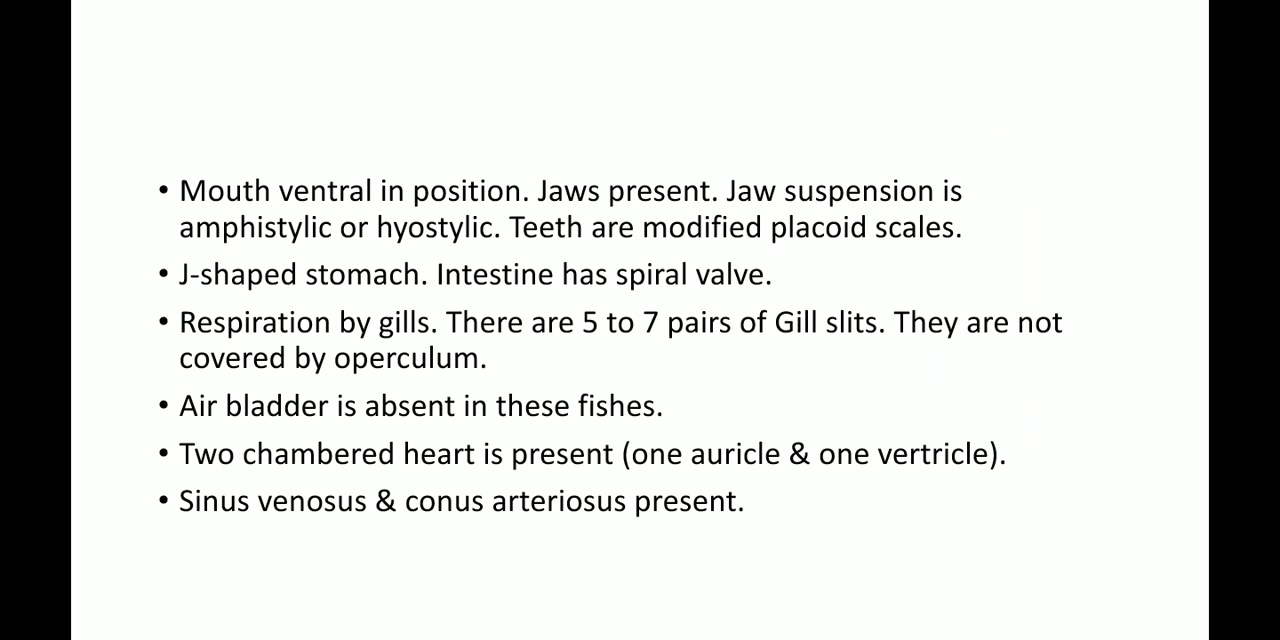 • Mouth ventral in position. Jaws present. Jaw suspension is
amphistylic or hyostylic. Teeth are modified placoid scales.
• J-shaped stomach. Intestine has spiral valve.
• Respiration by gills. There are 5 to 7 pairs of Gill slits. They are not
covered by operculum.
• Air bladder is absent in these fishes.
• Two chambered heart is present (one auricle & one vertricle).
• Sinus venosus & conus arteriosus present.